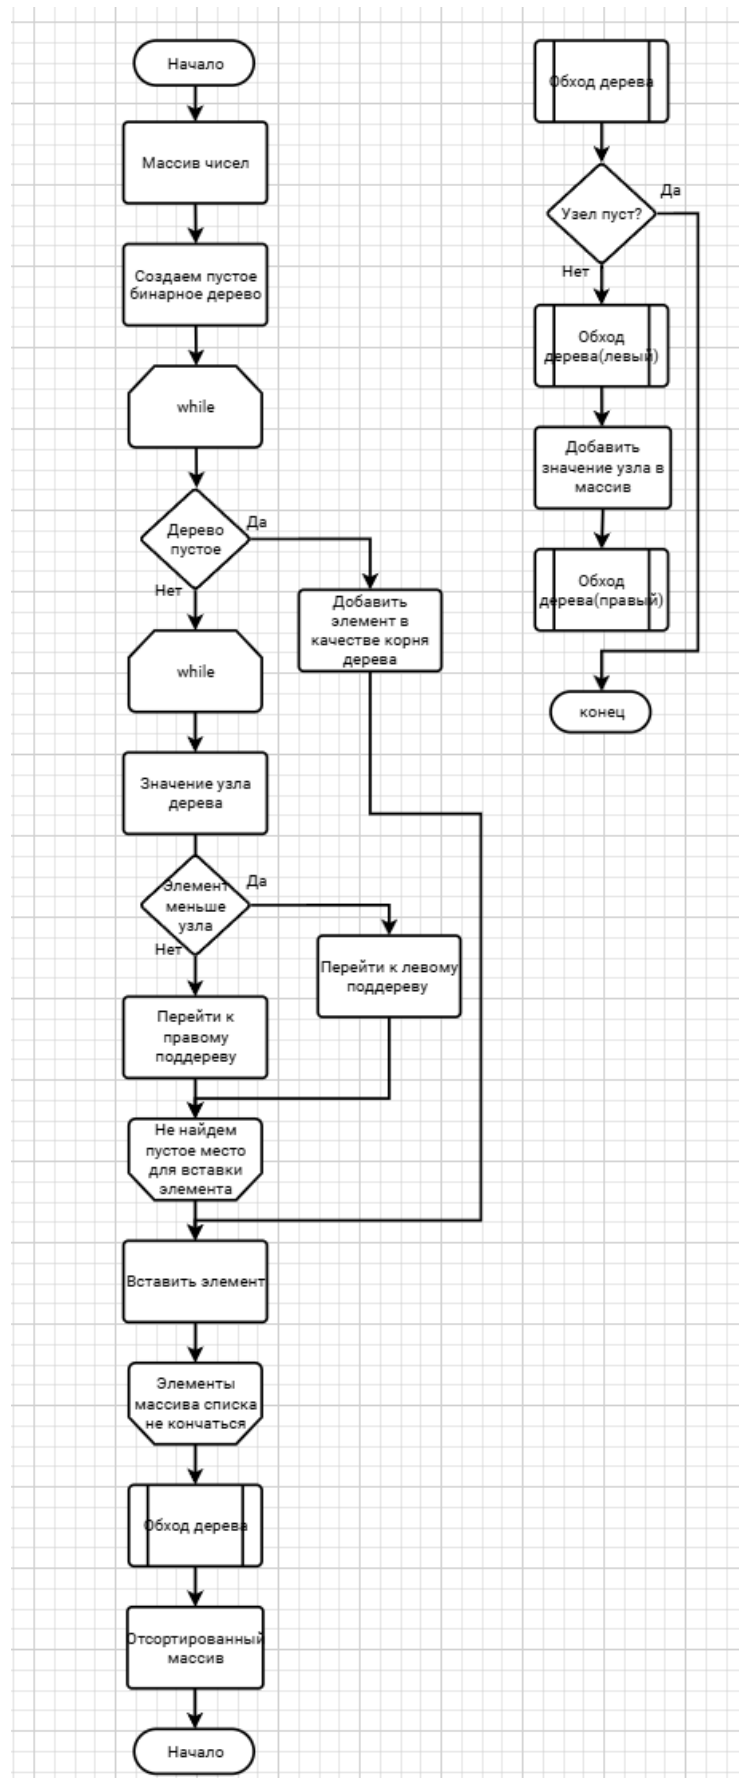 Начало
Массив чисел
Создаем пустое
бинарное дерево
while
Дерево
пустое
Да
Нет
Добавить
элемент в
качестве корня
дерева
while
Значение узла
дерева
Элемент
меньше
узла
Да
Нет
Перейти к левому
поддереву
Перейти к
правому
поддереву
Не найдем
пустое место
для вставки
элемента
Вставить элемент
Элементы
массива списка
не кончаться
Обход дерева
Отсортированный
массив
Начало
Обход дерева
Узел пуст?
Да
Нет
Обход
дерева(левый)
Добавить
значение узла в
массив
Обход
дерева(правый)
конец